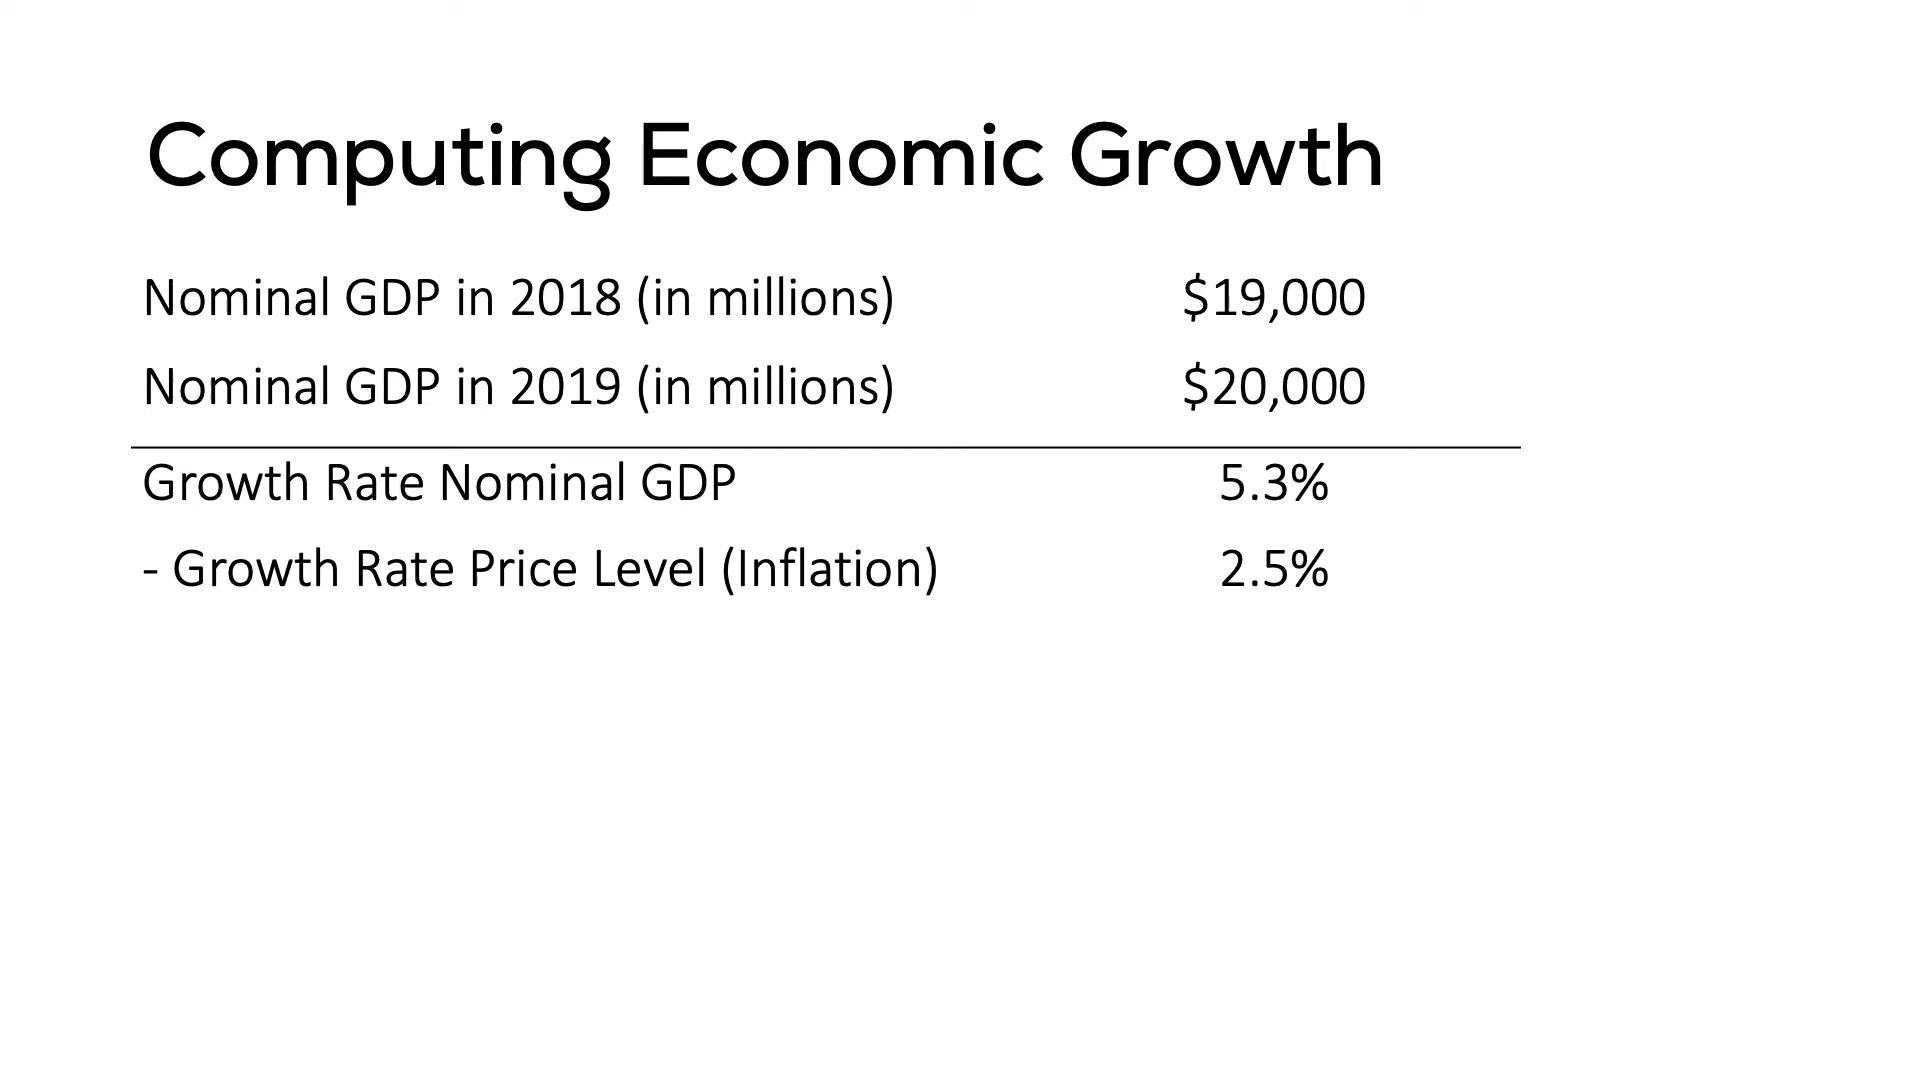 Computing Economic Growth
Nominal GDP in 2018 (in millions) $19,000
Nominal GDP in 2019 (in millions) $20,000
Growth Rate Nominal GDP 5.3%
- Growth Rate Price Level (Inflation) 2.5%